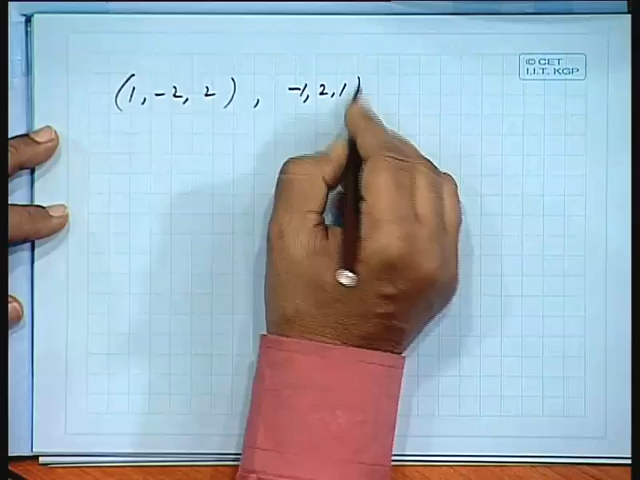 (1, -2, 2) , -1, 2, 1)
© CET
I.I.T. KGP